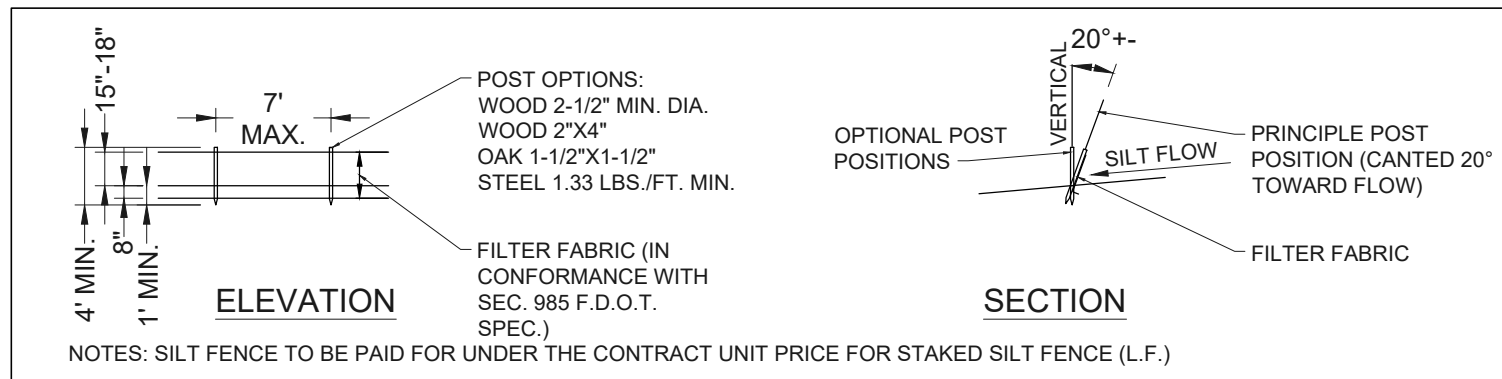 15"-18"
7'
MAX.
4' MIN.
8"
1' MIN.
POST OPTIONS:
WOOD 2-1/2" MIN. DIA.
WOOD 2"X4"
OAK 1-1/2"X1-1/2"
STEEL 1.33 LBS./FT. MIN.
FILTER FABRIC (IN
CONFORMANCE WITH
SEC. 985 F.D.O.T.
SPEC.)
ELEVATION
20°+-
VERTICAL
OPTIONAL POST
POSITIONS
SILT FLOW
PRINCIPLE POST
POSITION (CANTED 20°
TOWARD FLOW)
FILTER FABRIC
SECTION
NOTES: SILT FENCE TO BE PAID FOR UNDER THE CONTRACT UNIT PRICE FOR STAKED SILT FENCE (L.F.)